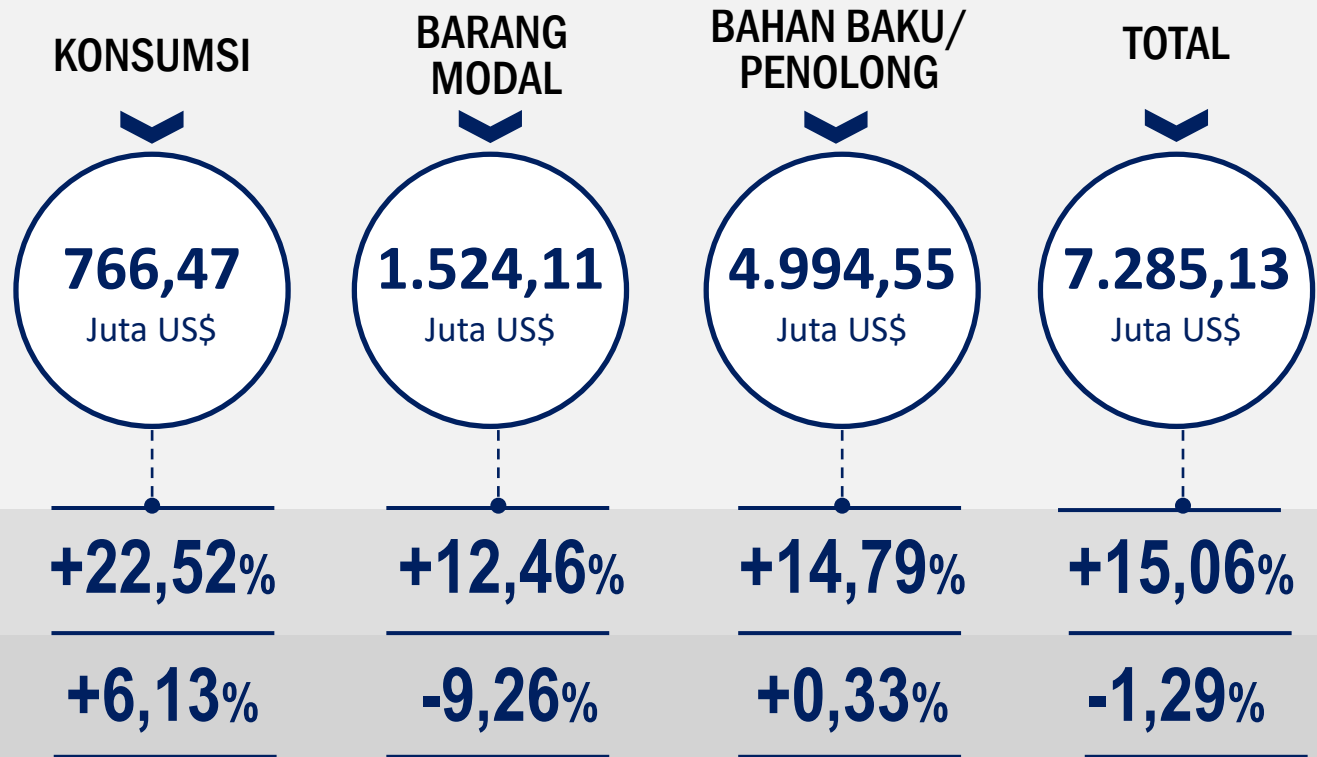 KONSUMSI
BARANG
MODAL
BAHAN BAKU/
PENOLONG
TOTAL
766,47
Juta US$
1.524,11
Juta US$
4.994,55
Juta US$
7.285,13
Juta US$
+22,52%
+12,46%
+14,79%
+15,06%
+6,13%
-9,26%
+0,33%
-1,29%